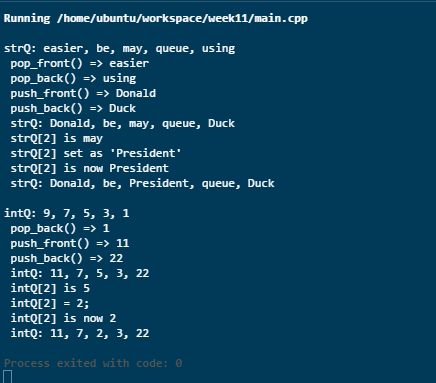 Running /home/ubuntu/workspace/week11/main.cpp
strQ: easier, be, may, queue, using
pop_front() => easier
pop_back() => using
push_front() => Donald
push_back() => Duck
strQ: Donald, be, may, queue, Duck
strQ[2] is may
strQ[2] set as 'President'
strQ[2] is now President
strQ: Donald, be, President, queue, Duck
intQ: 9, 7, 5, 3, 1
pop_back() => 1
push_front() => 11
push_back() => 22
intQ: 11, 7, 5, 3, 22
intQ[2] is 5
intQ[2] = 2;
intQ[2] is now 2
intQ: 11, 7, 2, 3, 22
Process exited with code: 0